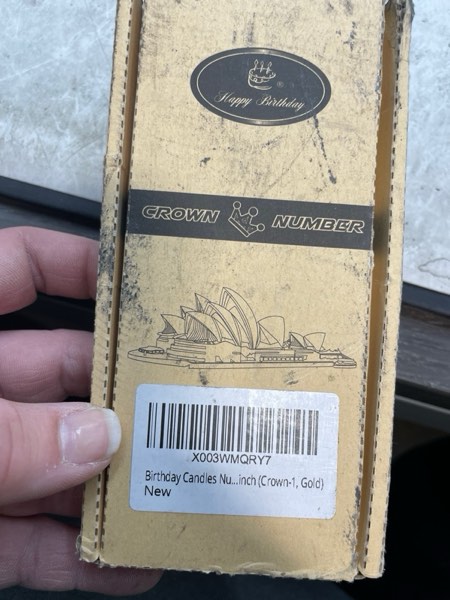 Happy Birthday
CROWN NUMBER
X003WMQRY7
Birthday Candles Nu...inch (Crown-1, Gold)
New